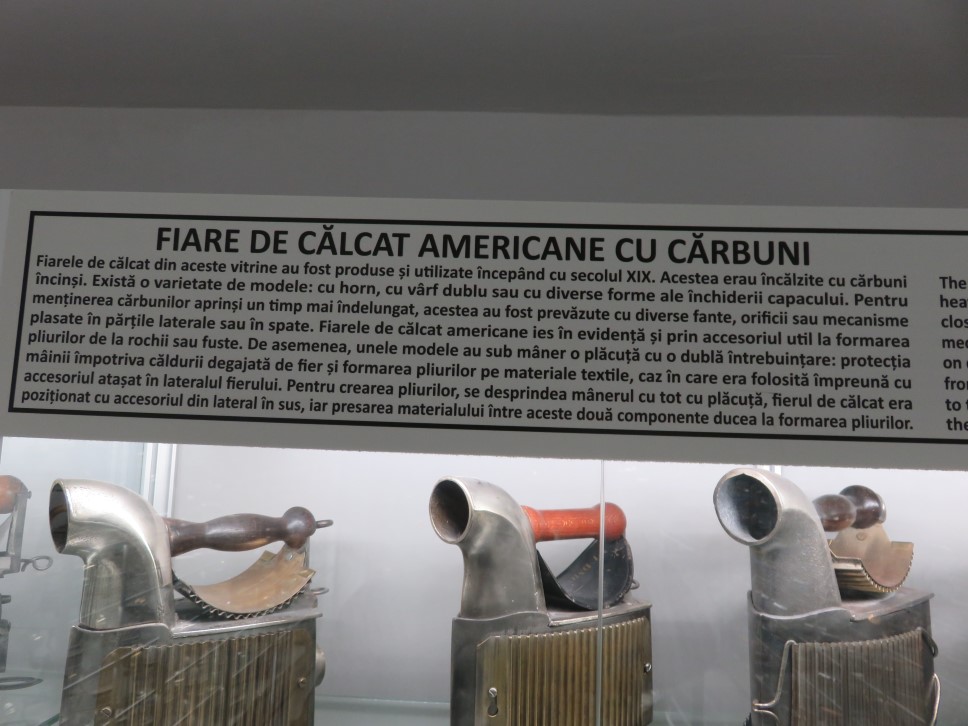 FIARE DE CĂLCAT AMERICANE CU CĂRBUNI
Fiarele de călcat din aceste vitrine au fost produse și utilizate începând cu secolul XIX. Acestea erau încălzite cu cărbuni
încinși. Există o varietate de modele: cu horn, cu vârf dublu sau cu diverse forme ale închiderii capacului. Pentru
menținerea cărbunilor aprinși un timp mai îndelungat, acestea au fost prevăzute cu diverse fante, orificii sau mecanisme
plasate în părțile laterale sau în spate. Fiarele de călcat americane ies în evidență și prin accesoriul util la formarea
pliurilor de la rochii sau fuste. De asemenea, unele modele au sub mâner o plăcuță cu o dublă întrebuințare: protecția
mâinii împotriva căldurii degajată de fier și formarea pliurilor pe materiale textile, caz în care era folosită împreună cu
accesoriul atașat în lateralul fierului. Pentru crearea pliurilor, se desprindea mânerul cu tot cu plăcuță, fierul de călcat era
poziționat cu accesoriul din lateral în sus, iar presarea materialului între aceste două componente ducea la formarea pliurilor.
The
hea
clos
mec
on
fron
to
the